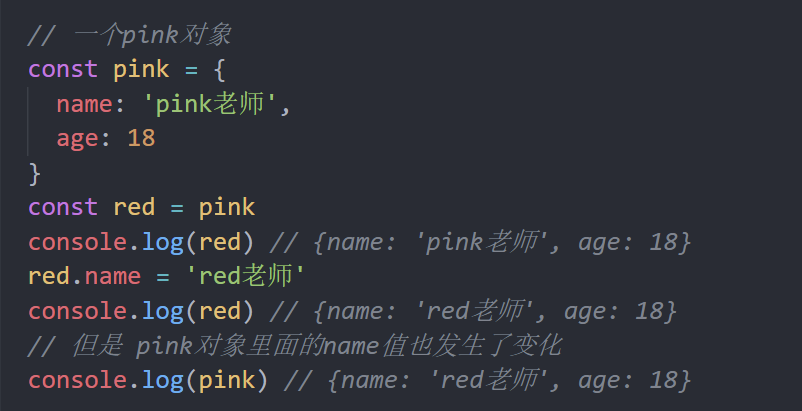 // 一个pink对象
const pink = {
  name: 'pink老师',
  age: 18
}
const red = pink
console.log(red) // {name: 'pink老师', age: 18}
red.name = 'red老师'
console.log(red) // {name: 'red老师', age: 18}
// 但是 pink对象里面的name值也发生了变化
console.log(pink) // {name: 'red老师', age: 18}